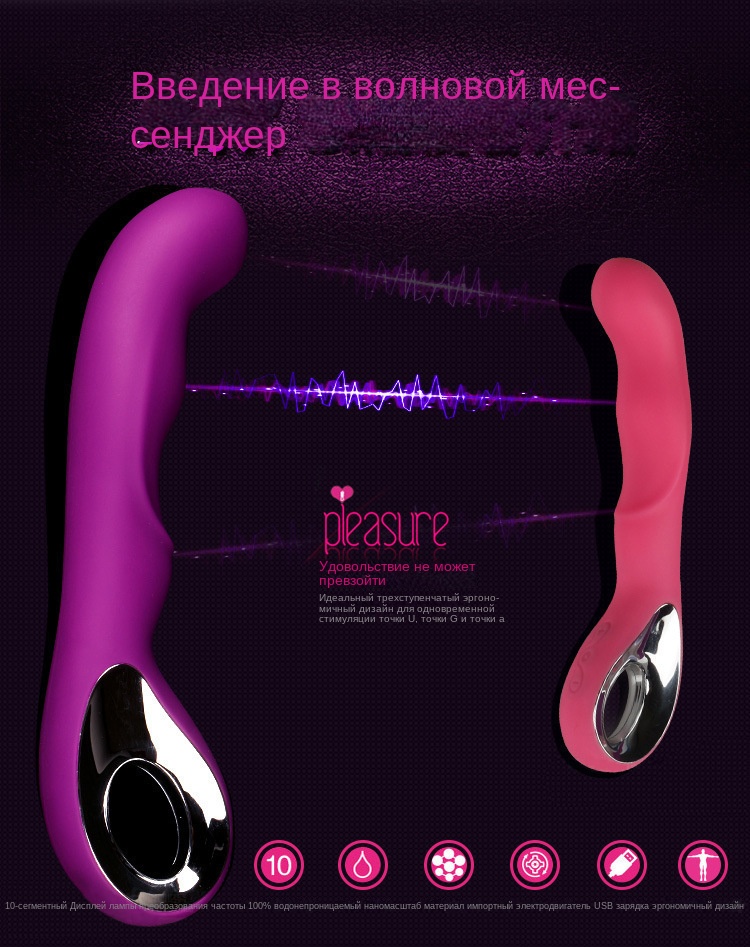 Введение в волновой мес-
сенджер
pleasure
Удовольствие не может
превзойти
Идеальный трехступенчатый эргоно-
мичный дизайн для одновременной
стимуляции точки U, точки G и точки a
10
10-сегментный Дисплей лампы преобразования частоты 100% водонепроницаемый наномасштаб материал импортный электродвигатель USB зарядка эргономичный дизайн